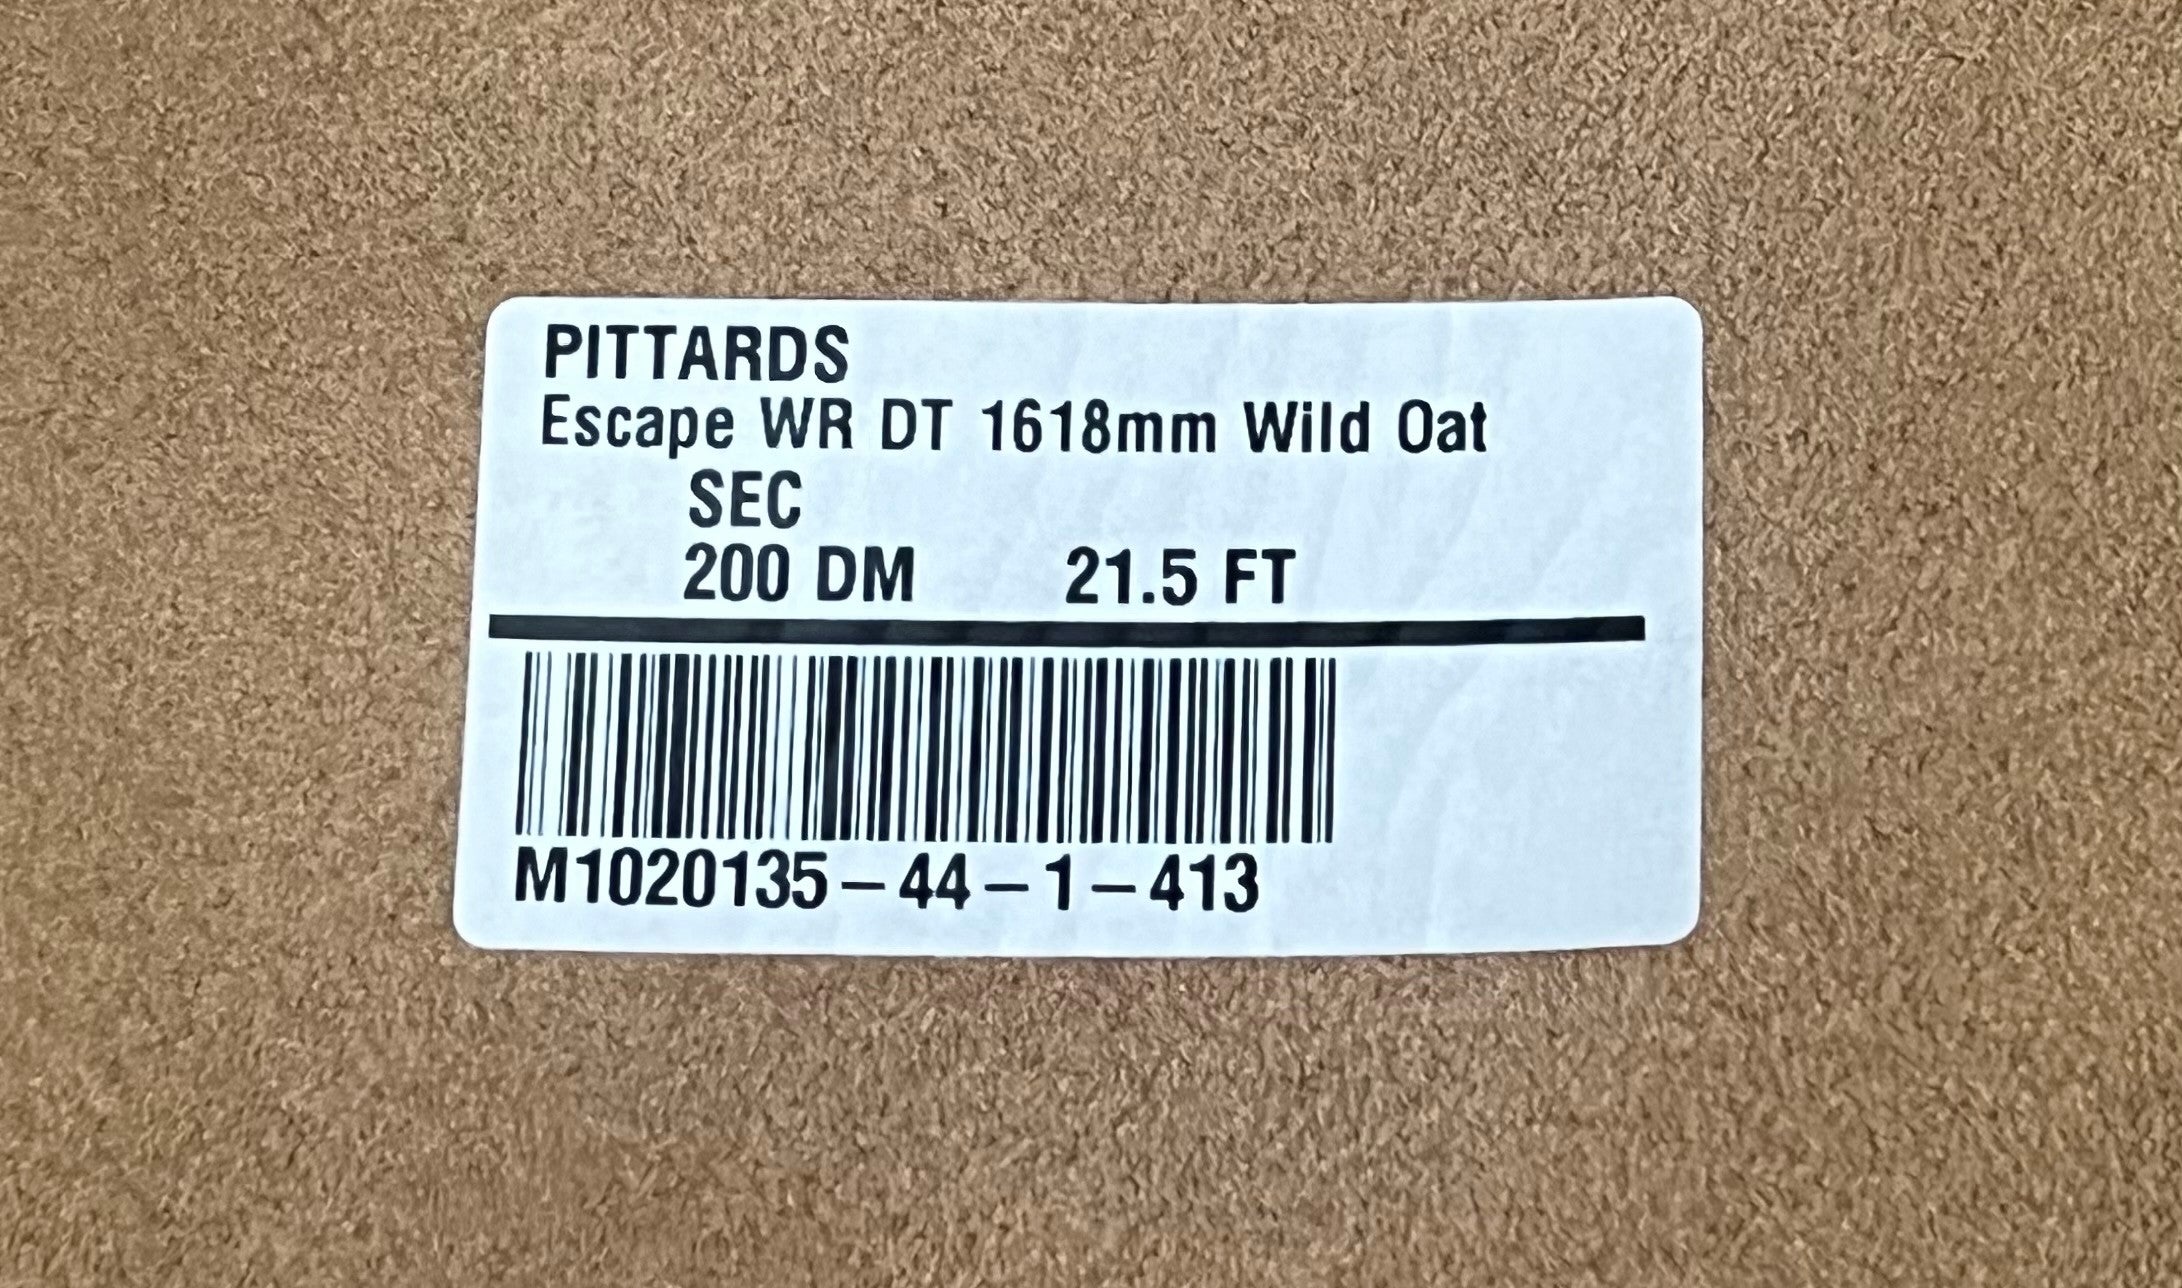 PITTARDS
Escape WR DT 1618mm Wild Oat
SEC
200 DM 21.5 FT
M1020135-44-1-413